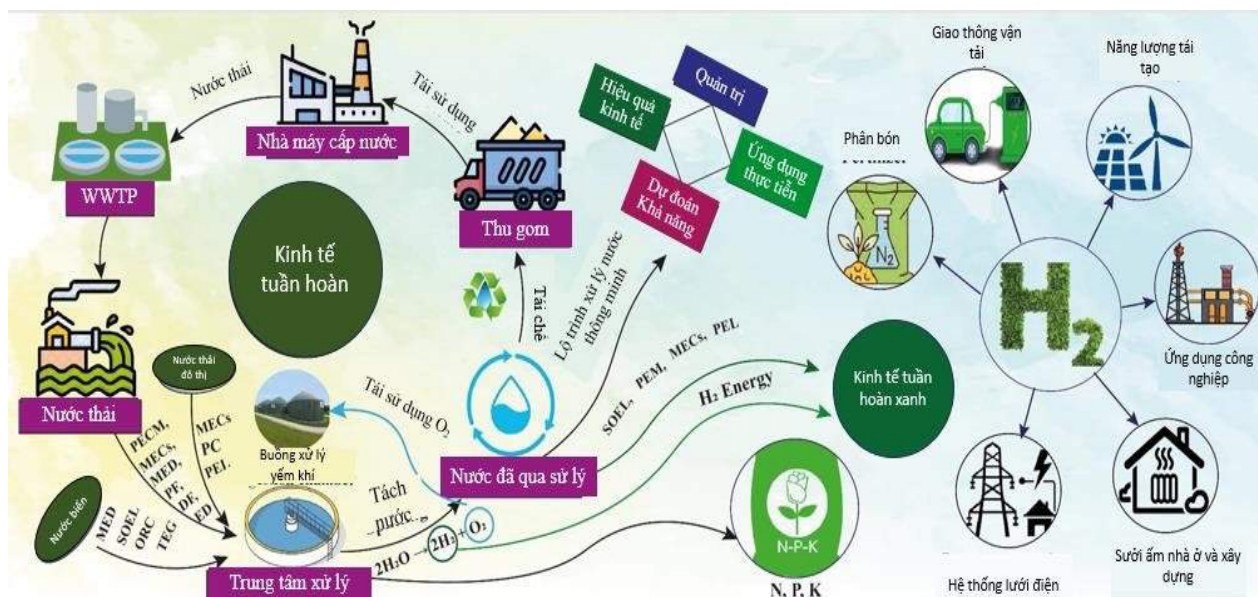 Giao thông vận
tải
Năng lượng tái
tạo
Nước thải
Tái sử dụng
Hiệu quả
kinh tế
Quản trị
Ứng dụng
thực tiễn
Dự đoán
Khả năng
Phân bón
N₂
Nhà máy cấp nước
WWTP
Thu gom
Kinh tế
tuần hoàn
Tái chế
Lộ trình xử lý nước
thông minh
H₂
Ứng dụng công
nghiệp
Nước thải
Nước thải
đô thị
PECM,
MECs,
MED,
PF,
DF,
ED
MECs
PC
PEL
Tái sử dụng O₂
Buồng xử lý
yếm khí
SOEL, PEM, MECs, PEL
H₂ Energy
Kinh tế tuần
hoàn xanh
Nước đã qua sử lý
Nước biển
MED
SOEL
ORC
TEG
Tách
nước
2H₂O → 2H₂ + O₂
Trung tâm xử lý
N-P-K
N, P, K
Hệ thống lưới điện
Sưởi ấm nhà ở và xây
dựng